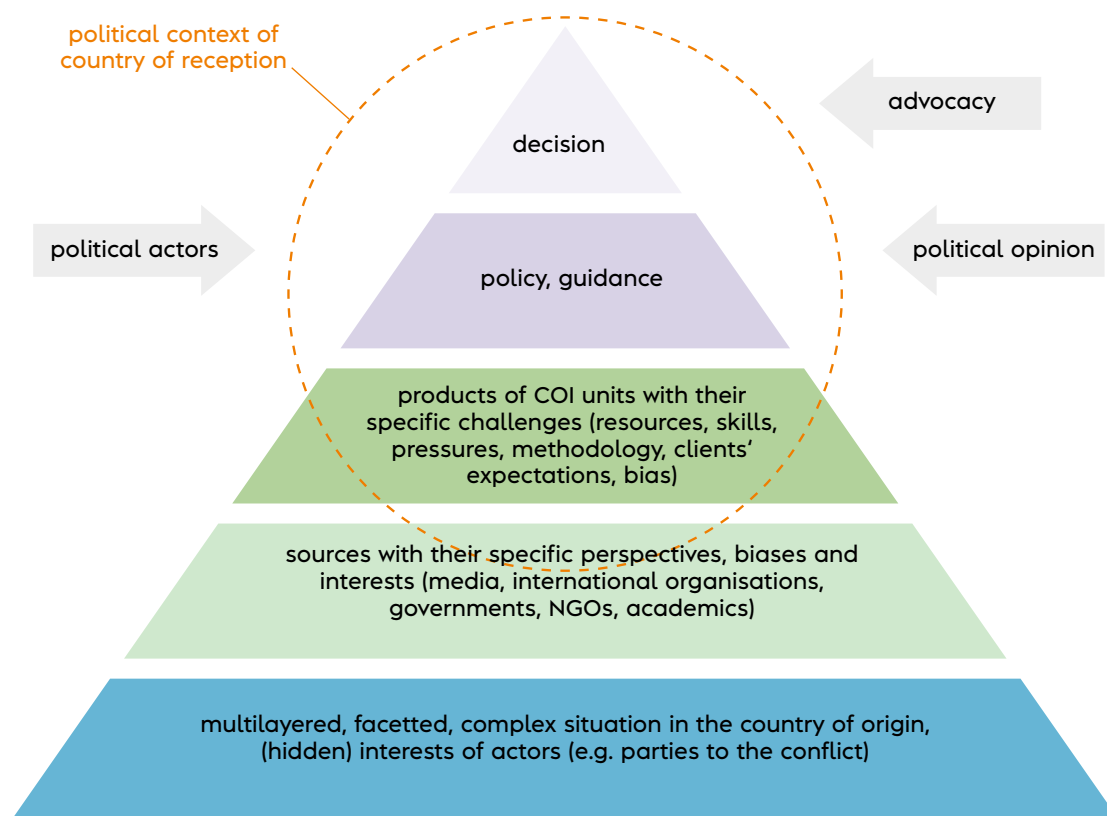 political context of
country of reception
advocacy
decision
political actors
political opinion
policy, guidance
products of COI units with their
specific challenges (resources, skills,
pressures, methodology, clients‘
expectations, bias)
sources with their specific perspectives, biases and
interests (media, international organisations,
governments, NGOs, academics)
multilayered, facetted, complex situation in the country of origin,
(hidden) interests of actors (e.g. parties to the conflict)